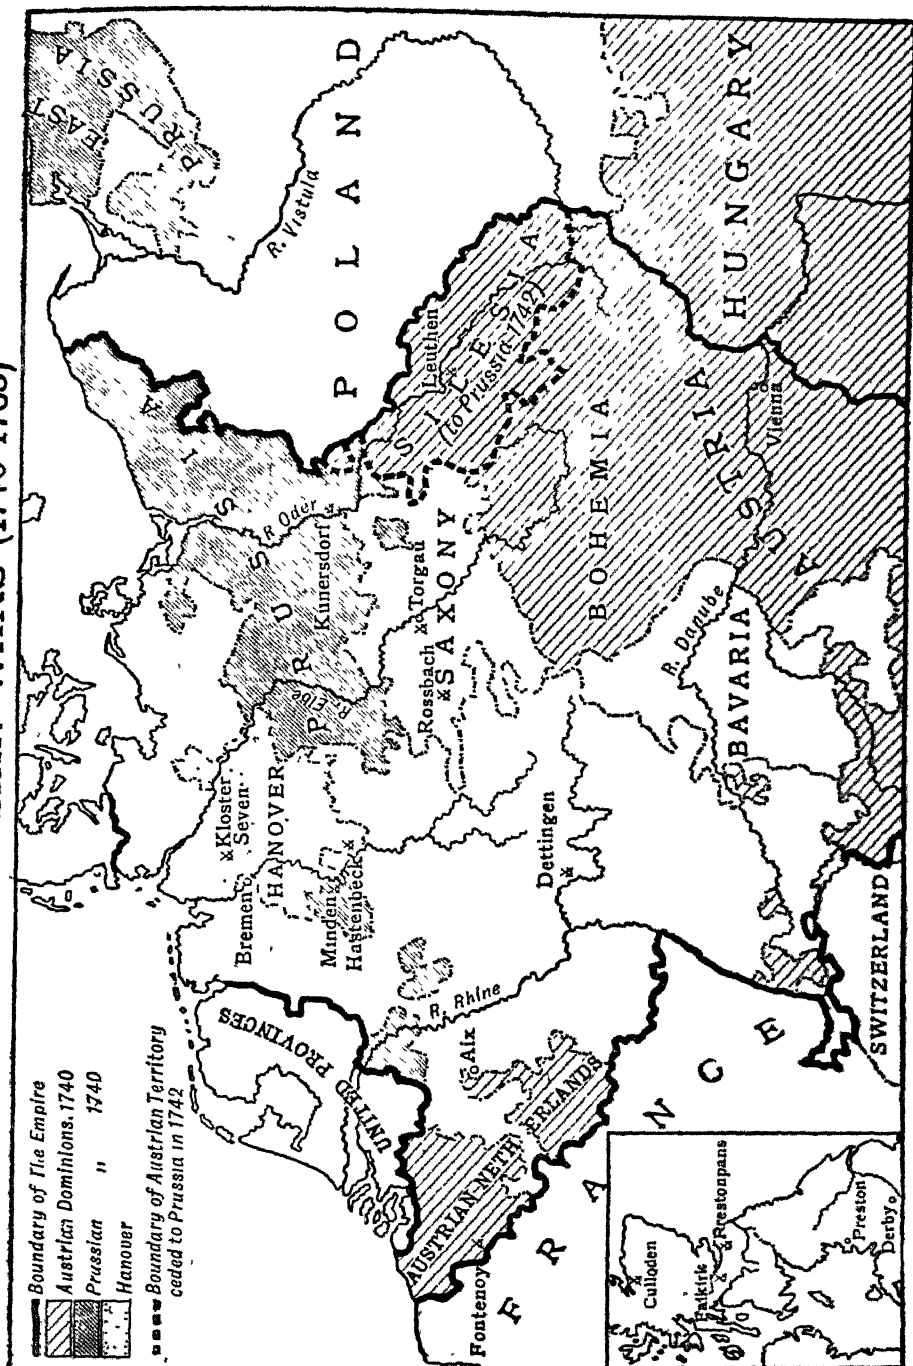 WARS (1740-1763)
Boundary of The Empire
Austrian Dominions. 1740
Prussian " 1740
Hanover
Boundary of Austrian Territory
ceded to Prussia in 1742
EAST
PRUSSIA
POLAND
R. Vistula
PRUSSIA
R. Oder
Kunersdorf
R. Elbe
Kloster
Seven
HANOVER
Bremen
Minden
Hastenbeck
UNITED PROVINCES
R. Rhine
Aix
AUSTRIAN NETHERLANDS
Fontenoy
FRANCE
Rossbach
Torgau
SAXONY
SILESIA
(to Prussia 1742)
Leuthen
BOHEMIA
AUSTRIA
Vienna
HUNGARY
Dettingen
R. Danube
BAVARIA
SWITZERLAND
Culloden
Falkirk
Prestonpans
Preston
Derby